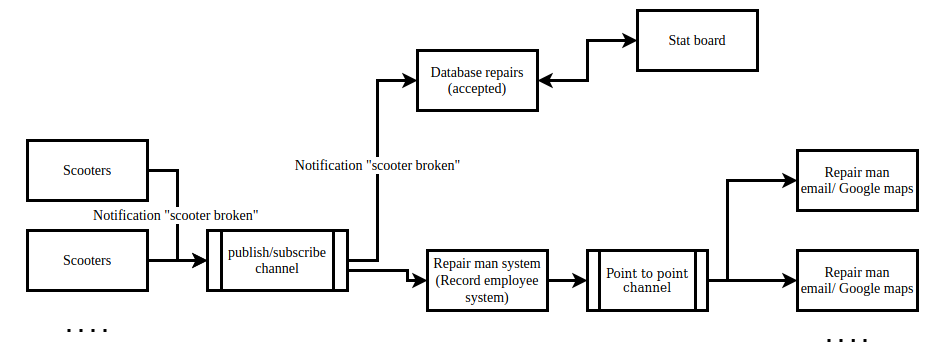 Stat board
Database repairs
(accepted)
Notification "scooter broken"
Scooters
Notification "scooter broken"
Scooters
publish/subscribe
channel
Repair man system
(Record employee
system)
Point to point
channel
Repair man
email/ Google maps
Repair man
email/ Google maps
. . . .
. . . .